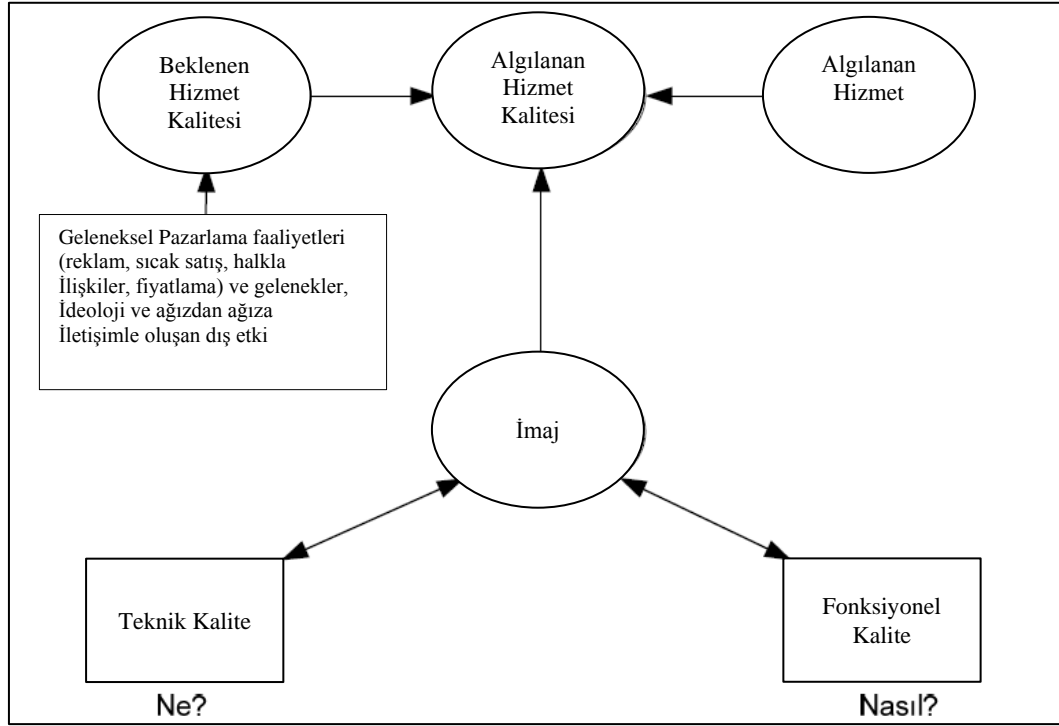 Beklenen
Hizmet
Kalitesi
Algılanan
Hizmet
Kalitesi
Algılanan
Hizmet
Geleneksel Pazarlama faaliyetleri
(reklam, sıcak satış, halkla
İlişkiler, fiyatlama) ve gelenekler,
İdeoloji ve ağızdan ağıza
İletişimle oluşan dış etki
İmaj
Teknik Kalite
Fonksiyonel
Kalite
Ne?
Nasıl?